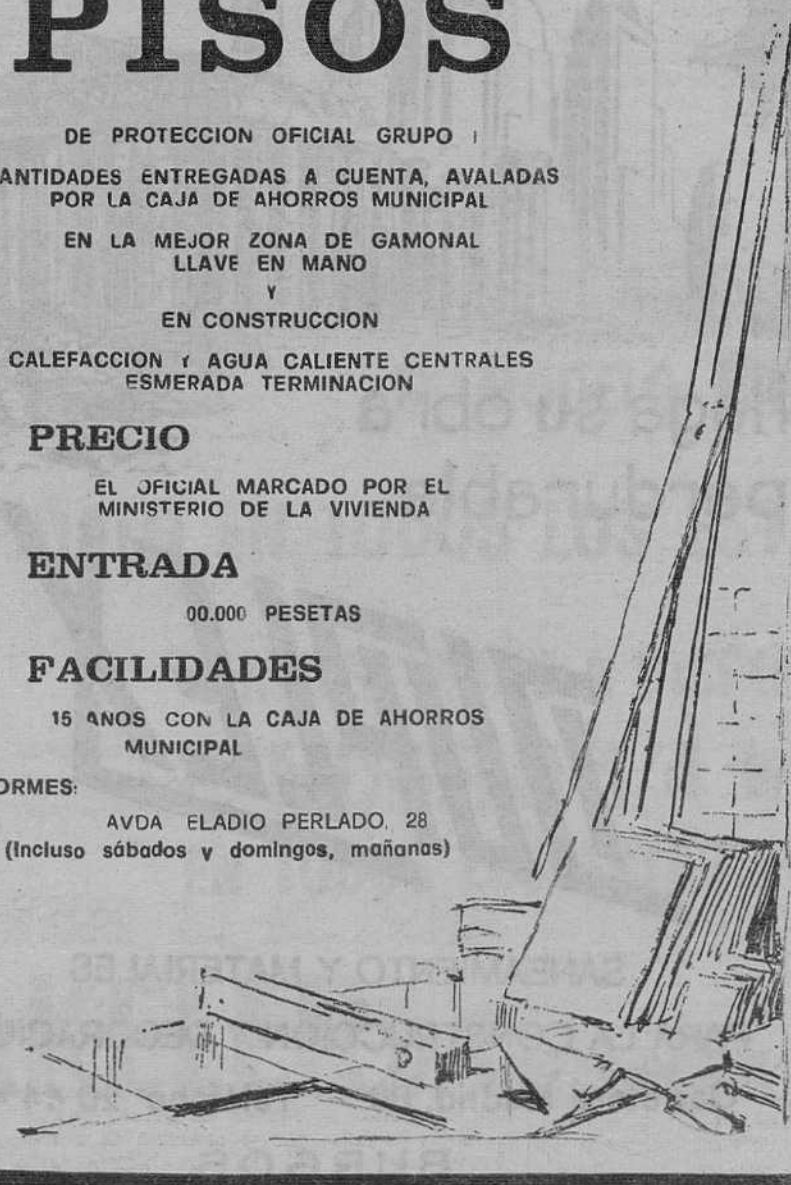 PISOS
DE PROTECCION OFICIAL GRUPO I
ANTIDADES ENTREGADAS A CUENTA, AVALADAS
POR LA CAJA DE AHORROS MUNICIPAL
EN LA MEJOR ZONA DE GAMONAL
LLAVE EN MANO
Y
EN CONSTRUCCION
CALEFACCION Y AGUA CALIENTE CENTRALES
ESMERADA TERMINACION
PRECIO
EL OFICIAL MARCADO POR EL
MINISTERIO DE LA VIVIENDA
ENTRADA
00.000 PESETAS
FACILIDADES
15 ANOS CON LA CAJA DE AHORROS
MUNICIPAL
ORMES:
AVDA ELADIO PERLADO, 28
(Incluso sábados y domingos, mañanas)